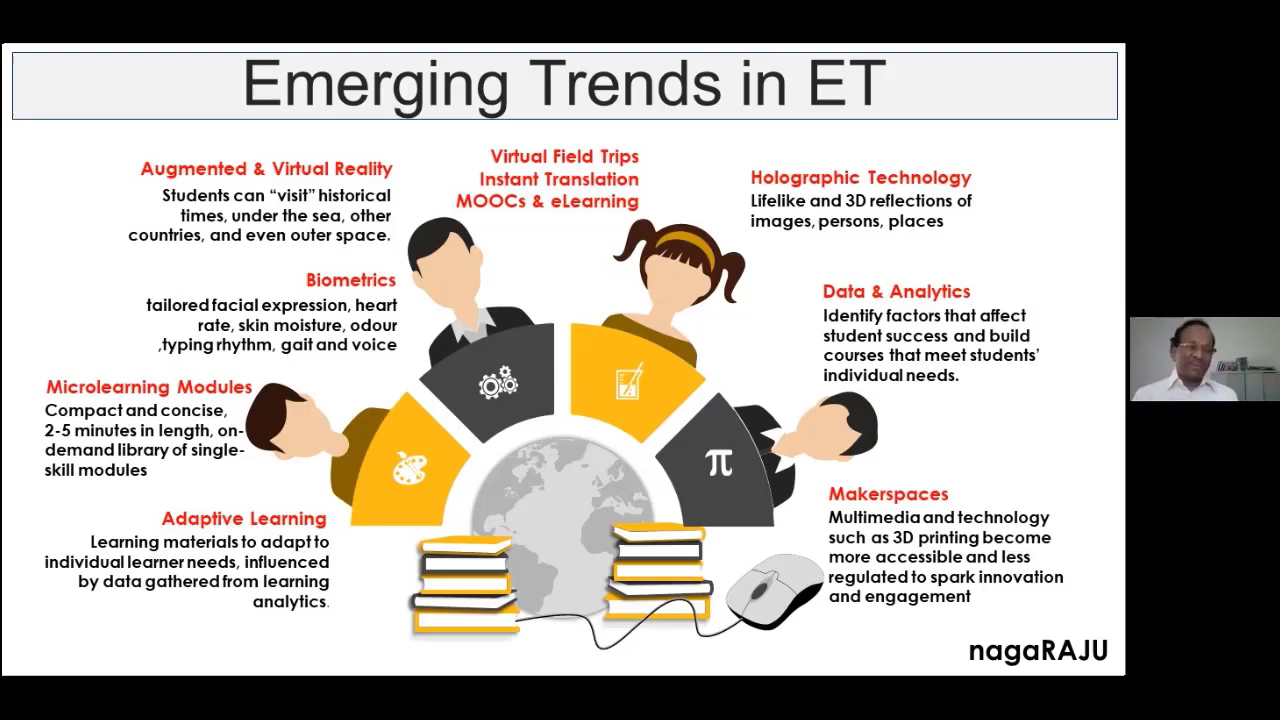 Emerging Trends in ET
Augmented & Virtual Reality
Students can “visit” historical
times, under the sea, other
countries, and even outer space.
Biometrics
tailored facial expression, heart
rate, skin moisture, odour
,typing rhythm, gait and voice
Microlearning Modules
Compact and concise,
2-5 minutes in length, on-
demand library of single-
skill modules
Adaptive Learning
Learning materials to adapt to
individual learner needs, influenced
by data gathered from learning
analytics.
Virtual Field Trips
Instant Translation
MOOCs & eLearning
Holographic Technology
Lifelike and 3D reflections of
images, persons, places
Data & Analytics
Identify factors that affect
student success and build
courses that meet students’
individual needs.
π
Makerspaces
Multimedia and technology
such as 3D printing become
more accessible and less
regulated to spark innovation
and engagement
nagaRAJU